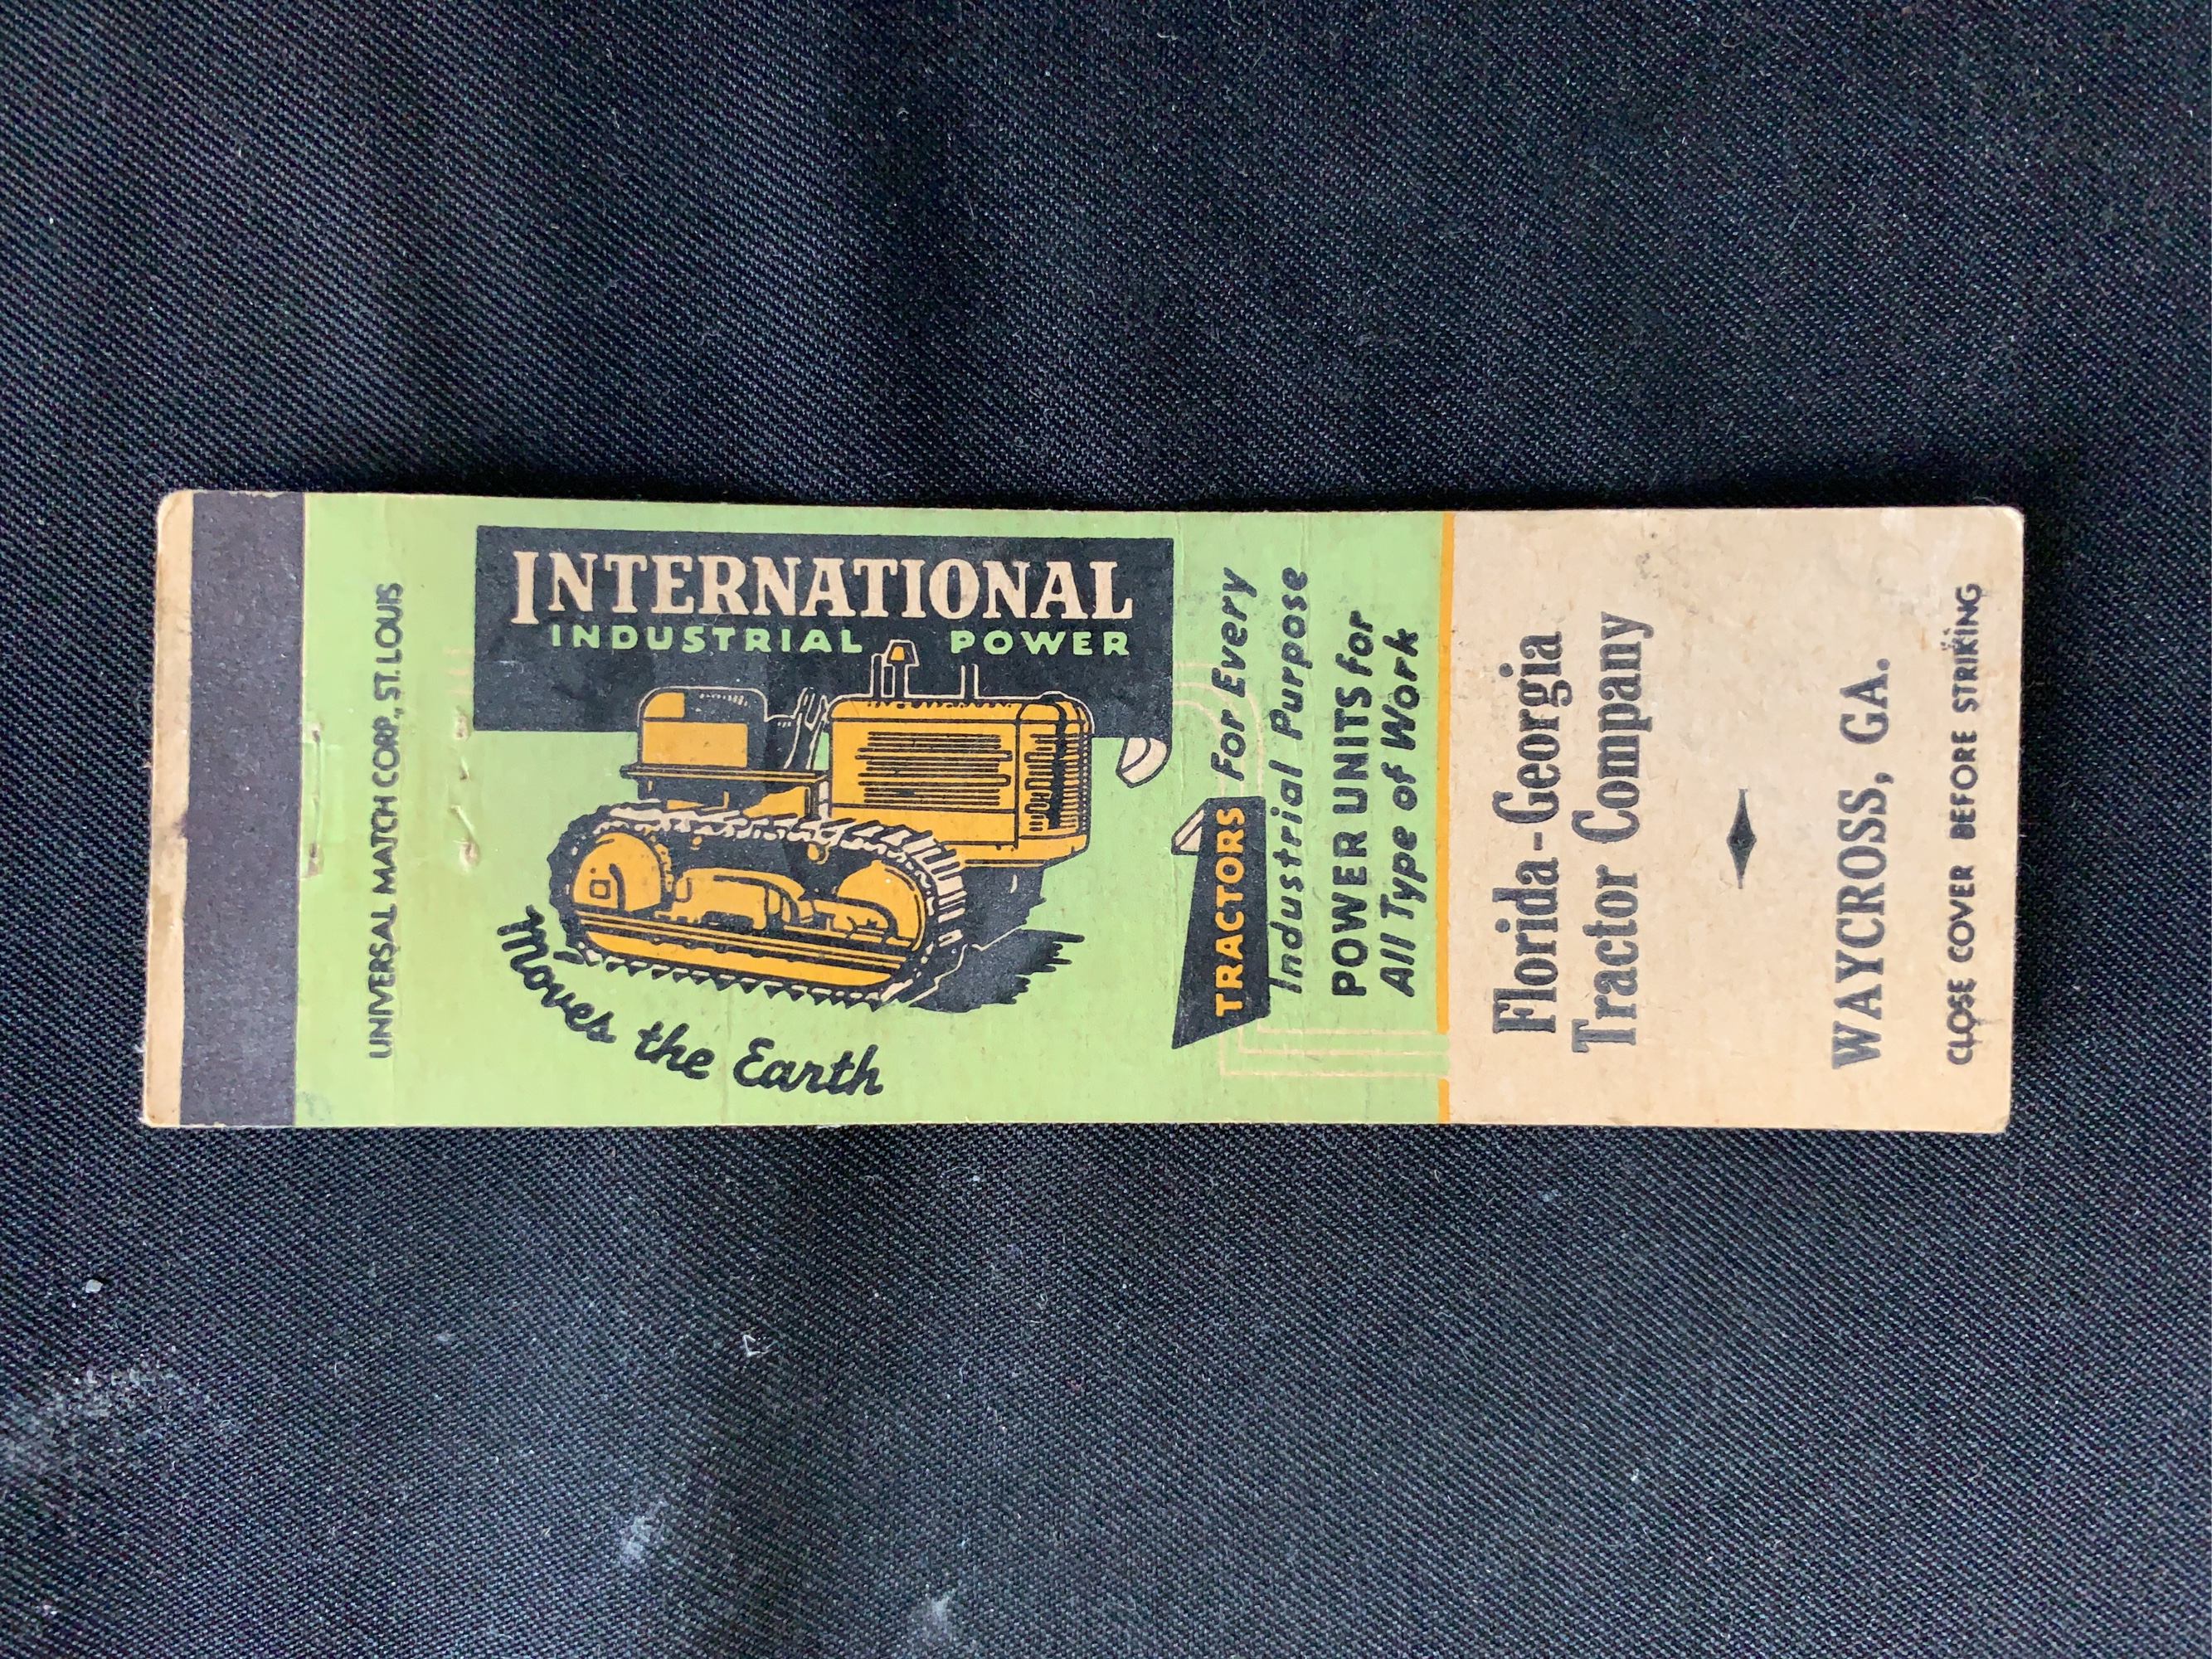 UNIVERSAL MATCH CORP., ST. LOUIS
INTERNATIONAL
INDUSTRIAL POWER
Moves the Earth
TRACTORS For Every
Industrial Purpose
POWER UNITS for
All Type of Work
Florida-Georgia
Tractor Company
WAYCROSS, GA.
CLOSE COVER BEFORE STRIKING